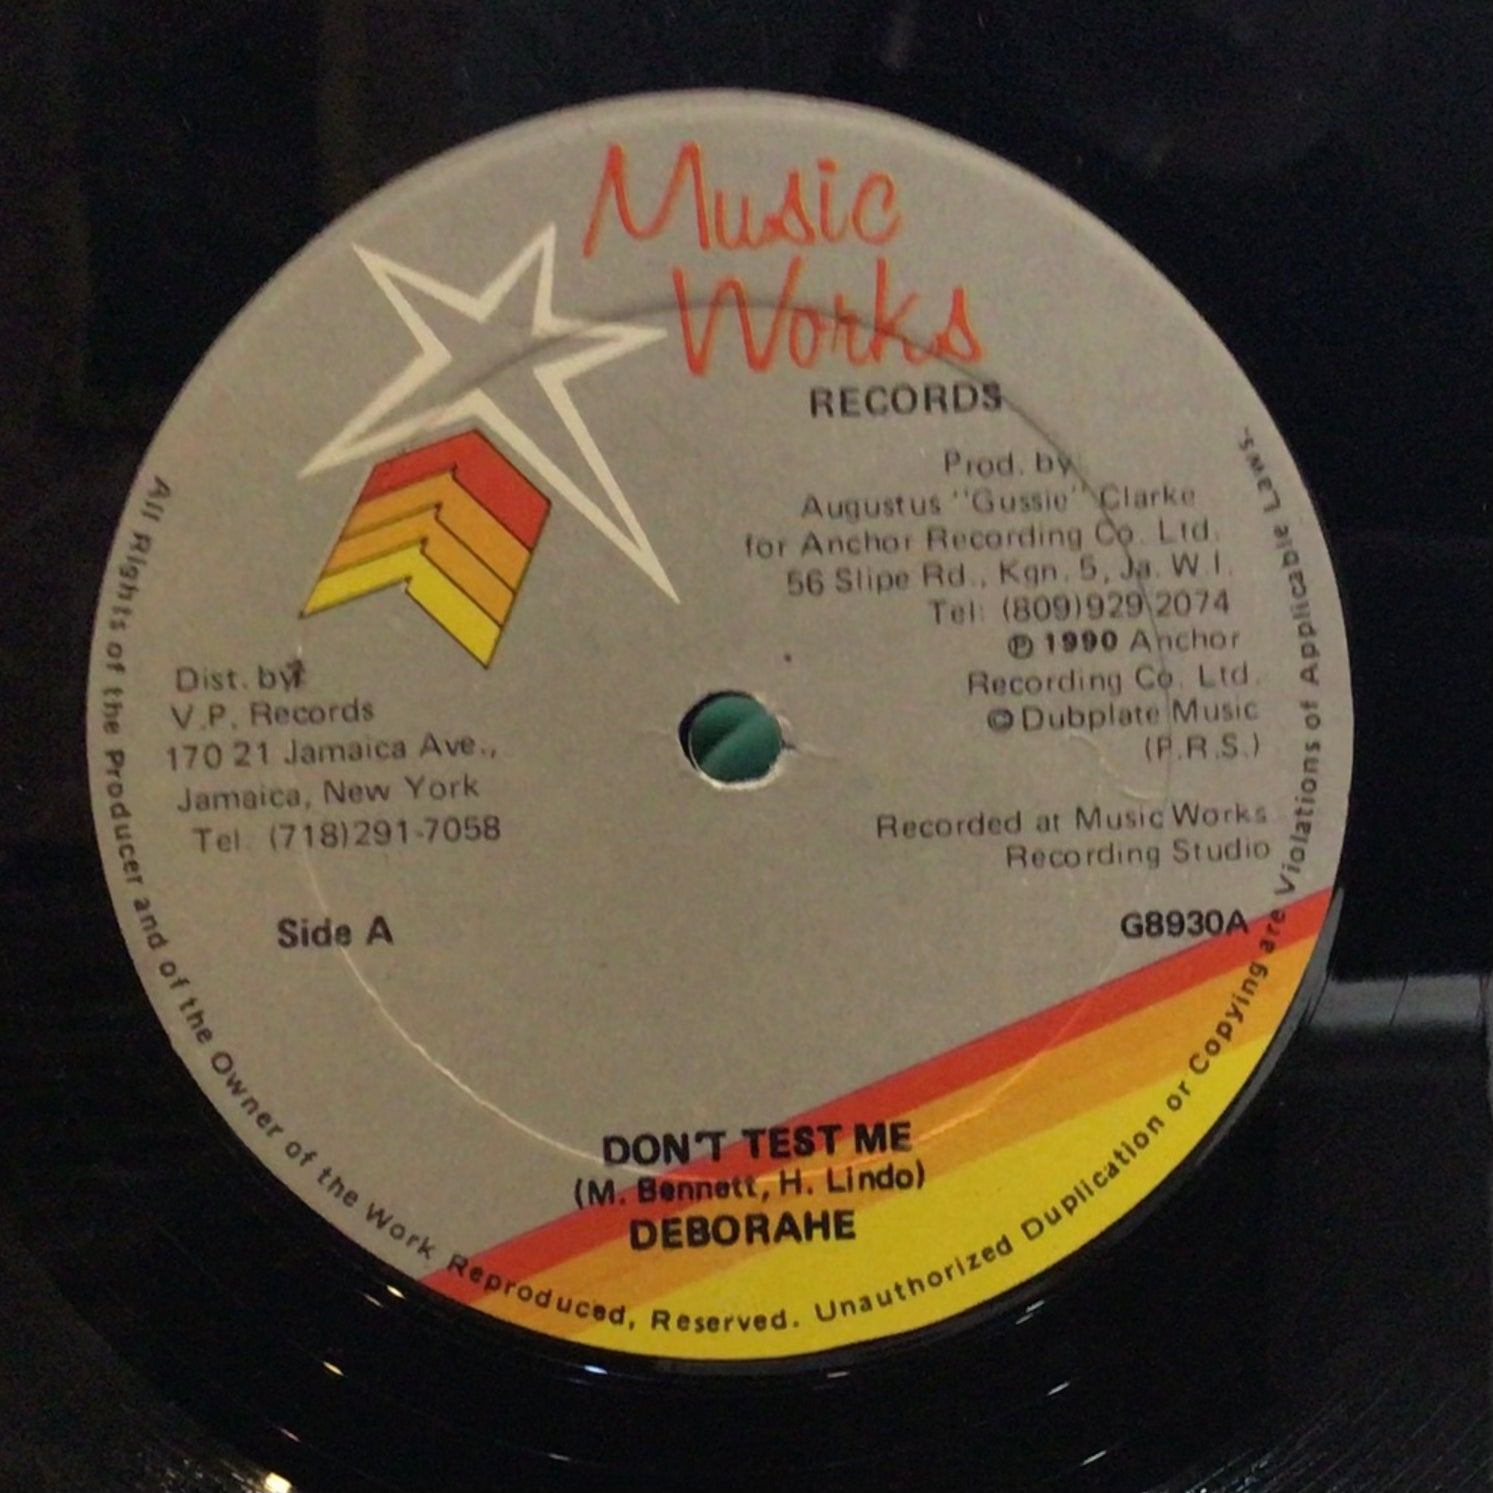 Music
Works
RECORDS
Prod. by
Augustus "Gussie" Clarke
for Anchor Recording Co. Ltd.
56 Slipe Rd., Kgn. 5, Ja. W.I.
Tel: (809)929 2074
℗ 1990 Anchor
Recording Co. Ltd.
© Dubplate Music
(P.R.S.)
Recorded at Music Works
Recording Studio
G8930A
Dist. by
V.P. Records
170 21 Jamaica Ave.,
Jamaica, New York
Tel: (718)291-7058
Side A
DON'T TEST ME
(M. Bennett, H. Lindo)
DEBORAHE
All Rights of the Producer and of the Owner of the Work Reproduced, Reserved. Unauthorized Duplication or Copying are Violations of Applicable Laws.